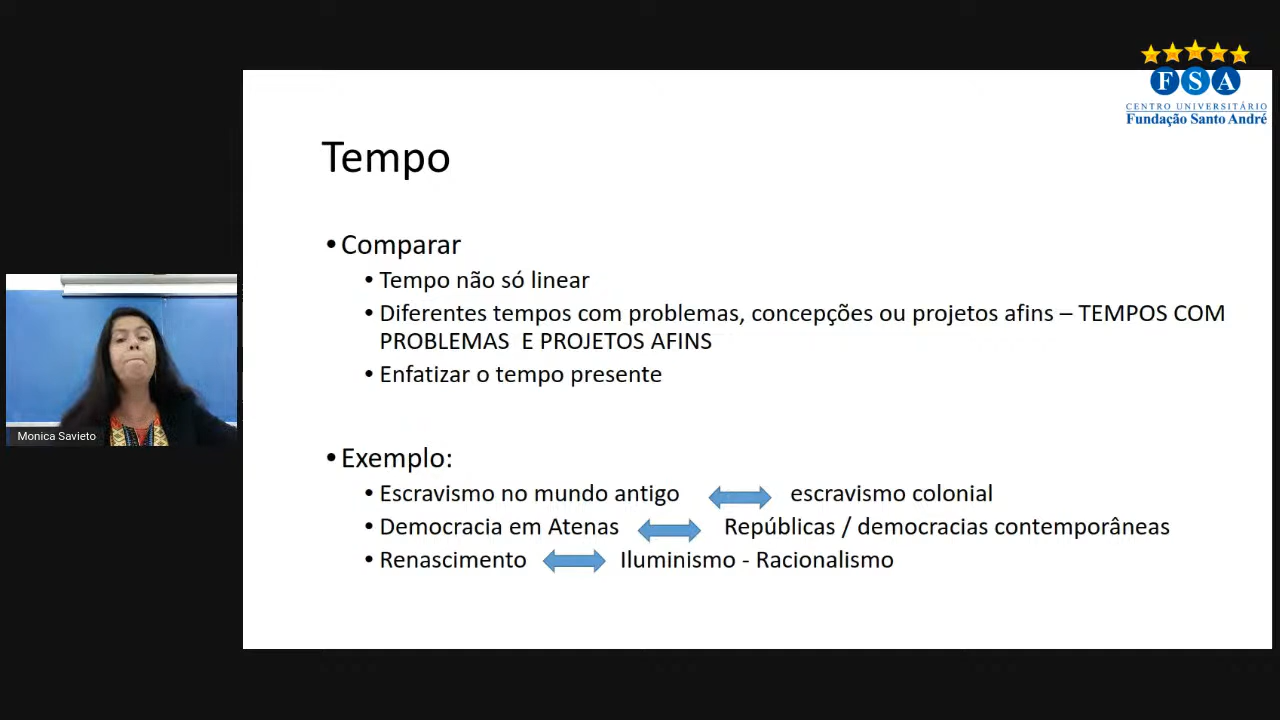 F S A
CENTRO UNIVERSITÁRIO
Fundação Santo André
Tempo
•Comparar
• Tempo não só linear
• Diferentes tempos com problemas, concepções ou projetos afins – TEMPOS COM
PROBLEMAS E PROJETOS AFINS
• Enfatizar o tempo presente
•Exemplo:
• Escravismo no mundo antigo escravismo colonial
• Democracia em Atenas Repúblicas / democracias contemporâneas
• Renascimento Iluminismo - Racionalismo
Monica Savieto